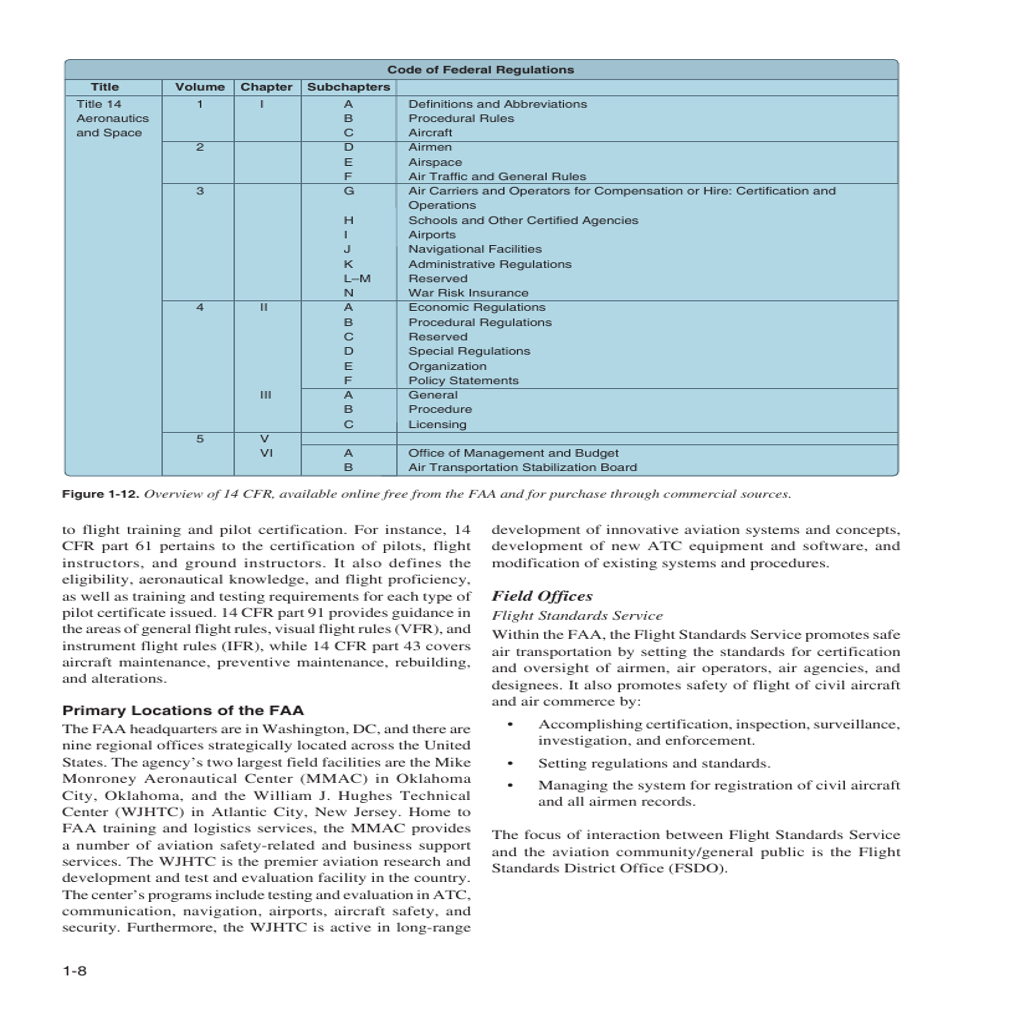 Code of Federal Regulations
Title Volume Chapter Subchapters
Title 14 1 I A Definitions and Abbreviations
Aeronautics B Procedural Rules
and Space C Aircraft
2 D Airmen
E Airspace
F Air Traffic and General Rules
3 G Air Carriers and Operators for Compensation or Hire: Certification and
Operations
H Schools and Other Certified Agencies
I Airports
J Navigational Facilities
K Administrative Regulations
L–M Reserved
N War Risk Insurance
4 II A Economic Regulations
B Procedural Regulations
C Reserved
D Special Regulations
E Organization
F Policy Statements
III A General
B Procedure
C Licensing
5 V
VI A Office of Management and Budget
B Air Transportation Stabilization Board
Figure 1-12. Overview of 14 CFR, available online free from the FAA and for purchase through commercial sources.
to flight training and pilot certification. For instance, 14
CFR part 61 pertains to the certification of pilots, flight
instructors, and ground instructors. It also defines the
eligibility, aeronautical knowledge, and flight proficiency,
as well as training and testing requirements for each type of
pilot certificate issued. 14 CFR part 91 provides guidance in
the areas of general flight rules, visual flight rules (VFR), and
instrument flight rules (IFR), while 14 CFR part 43 covers
aircraft maintenance, preventive maintenance, rebuilding,
and alterations.
Primary Locations of the FAA
The FAA headquarters are in Washington, DC, and there are
nine regional offices strategically located across the United
States. The agency’s two largest field facilities are the Mike
Monroney Aeronautical Center (MMAC) in Oklahoma
City, Oklahoma, and the William J. Hughes Technical
Center (WJHTC) in Atlantic City, New Jersey. Home to
FAA training and logistics services, the MMAC provides
a number of aviation safety-related and business support
services. The WJHTC is the premier aviation research and
development and test and evaluation facility in the country.
The center’s programs include testing and evaluation in ATC,
communication, navigation, airports, aircraft safety, and
security. Furthermore, the WJHTC is active in long-range
development of innovative aviation systems and concepts,
development of new ATC equipment and software, and
modification of existing systems and procedures.
Field Offices
Flight Standards Service
Within the FAA, the Flight Standards Service promotes safe
air transportation by setting the standards for certification
and oversight of airmen, air operators, air agencies, and
designees. It also promotes safety of flight of civil aircraft
and air commerce by:
• Accomplishing certification, inspection, surveillance,
investigation, and enforcement.
• Setting regulations and standards.
• Managing the system for registration of civil aircraft
and all airmen records.
The focus of interaction between Flight Standards Service
and the aviation community/general public is the Flight
Standards District Office (FSDO).
1-8